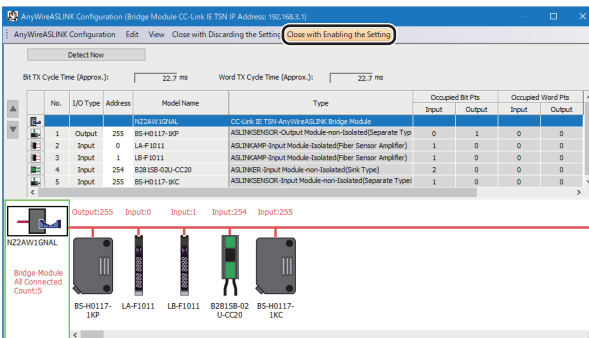 AnyWireASLINK Configuration (Bridge Module CC-Link IE TSN IP Address: 192.168.3.1)
AnyWireASLINK Configuration Edit View Close with Discarding the Setting Close with Enabling the Setting
Detect Now
Bit TX Cycle Time (Approx.): 22.7 ms Word TX Cycle Time (Approx.): 22.7 ms
No. I/O Type Address Model Name Type Occupied Bit Pts Occupied Word Pts
Input Output Input Output
NZ2AW1GNAL CC-Link IE TSN-AnyWireASLINK Bridge Module
1 Output 255 BS-H0117-1KP ASLINKSENSOR-Output Module-non-Isolated(Separate Typ 0 1 0 0
2 Input 0 LA-F1011 ASLINKAMP-Input Module-Isolated(Fiber Sensor Amplifier) 1 0 0 0
3 Input 1 LB-F1011 ASLINKAMP-Input Module-Isolated(Fiber Sensor Amplifier) 1 0 0 0
4 Input 254 B281SB-02U-CC20 ASLINKER-Input Module-non-Isolated(Sink Type) 2 0 0 0
5 Input 255 BS-H0117-1KC ASLINKSENSOR-Input Module-non-Isolated(Separate Type) 1 0 0 0
Output:255 Input:0 Input:1 Input:254 Input:255
NZ2AW1GNAL
Bridge Module
All Connected
Count:5
8888 8888 8888 8888
BS-H0117-1KP LA-F1011 LB-F1011 B281SB-02U-CC20 BS-H0117-1KC